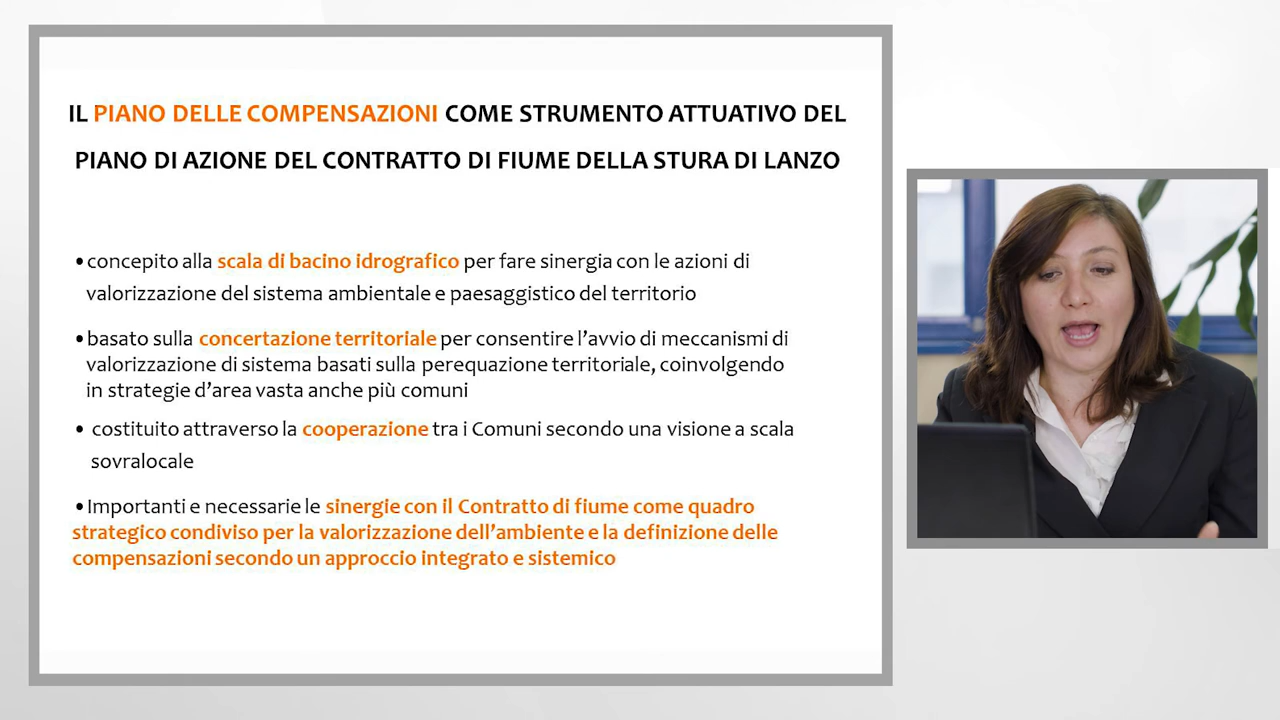 IL PIANO DELLE COMPENSAZIONI COME STRUMENTO ATTUATIVO DEL
PIANO DI AZIONE DEL CONTRATTO DI FIUME DELLA STURA DI LANZO
•concepito alla scala di bacino idrografico per fare sinergia con le azioni di
valorizzazione del sistema ambientale e paesaggistico del territorio
•basato sulla concertazione territoriale per consentire l’avvio di meccanismi di
valorizzazione di sistema basati sulla perequazione territoriale, coinvolgendo
in strategie d’area vasta anche più comuni
• costituito attraverso la cooperazione tra i Comuni secondo una visione a scala
sovralocale
•Importanti e necessarie le sinergie con il Contratto di fiume come quadro
strategico condiviso per la valorizzazione dell’ambiente e la definizione delle
compensazioni secondo un approccio integrato e sistemico